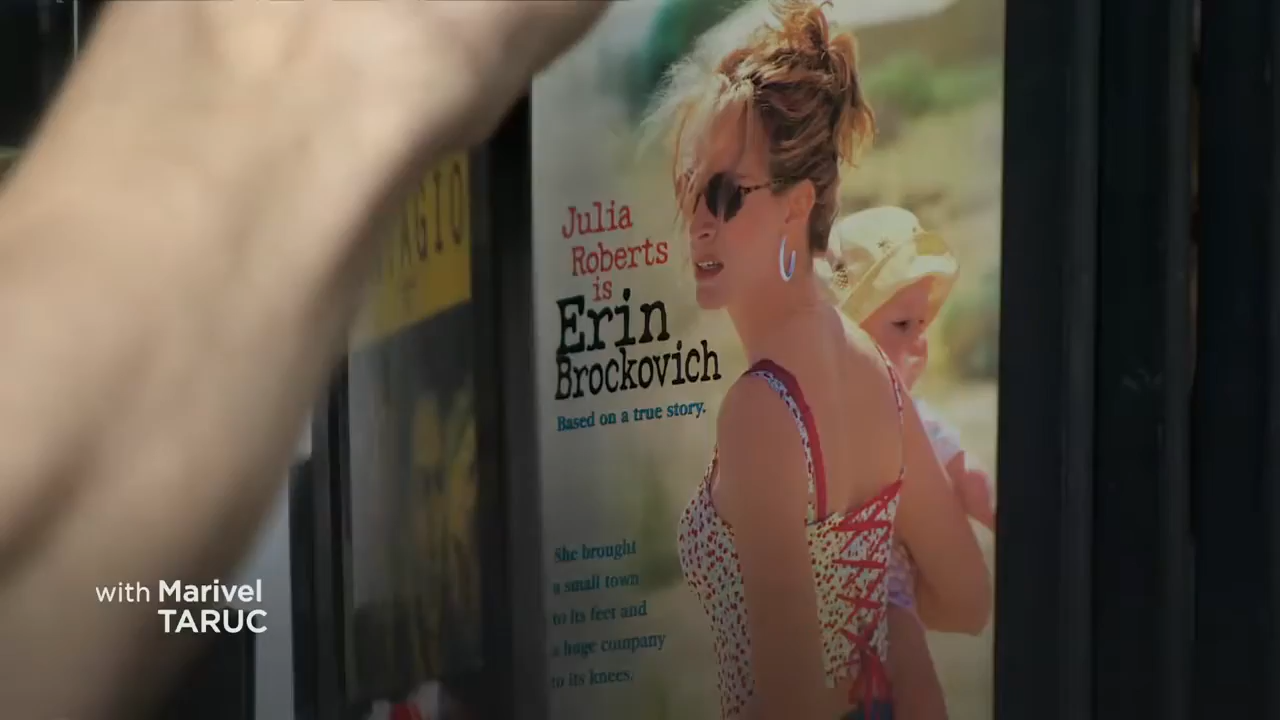 Julia
Roberts
is
Erin
Brockovich
Based on a true story.
She brought
a small town
to its feet and
a huge company
to its knees.
with Marivel
TARUC